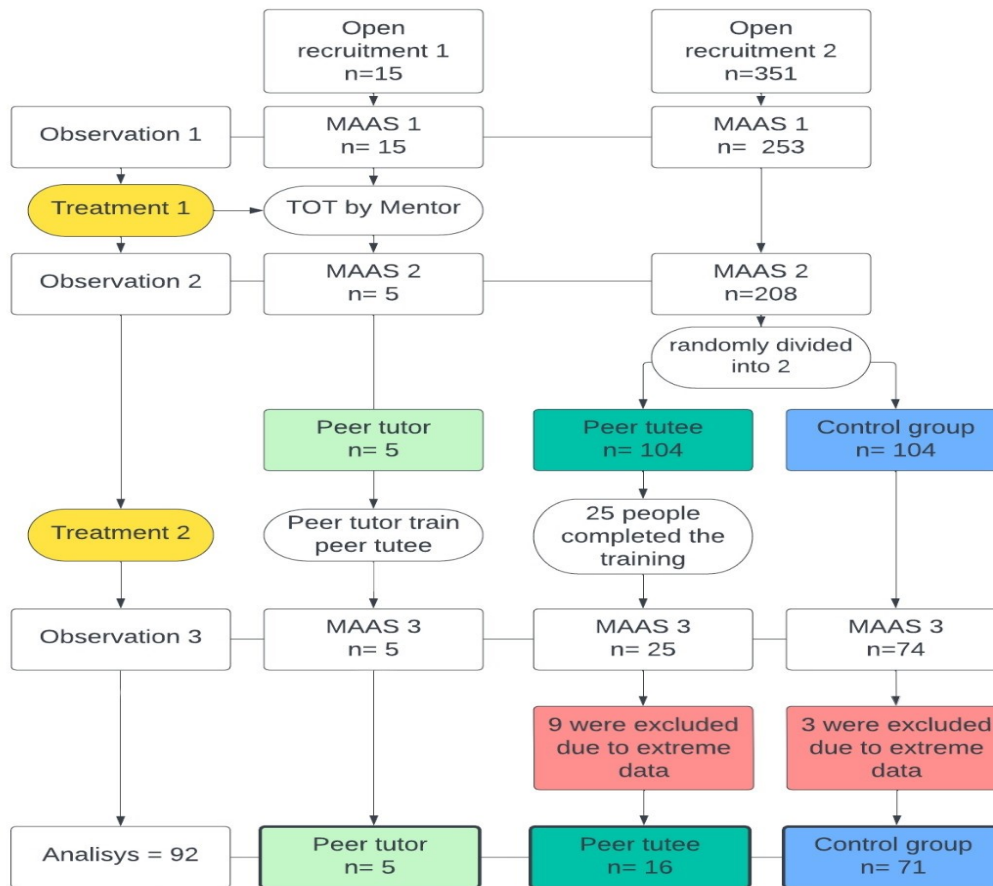 Open
recruitment 1
n=15
Open
recruitment 2
n=351
Observation 1
MAAS 1
n= 15
MAAS 1
n= 253
Treatment 1
TOT by Mentor
Observation 2
MAAS 2
n= 5
MAAS 2
n=208
randomly divided
into 2
Peer tutor
n= 5
Peer tutee
n= 104
Control group
n= 104
Treatment 2
Peer tutor train
peer tutee
25 people
completed the
training
Observation 3
MAAS 3
n= 5
MAAS 3
n= 25
MAAS 3
n=74
9 were excluded
due to extreme
data
3 were excluded
due to extreme
data
Analisys = 92
Peer tutor
n= 5
Peer tutee
n= 16
Control group
n= 71